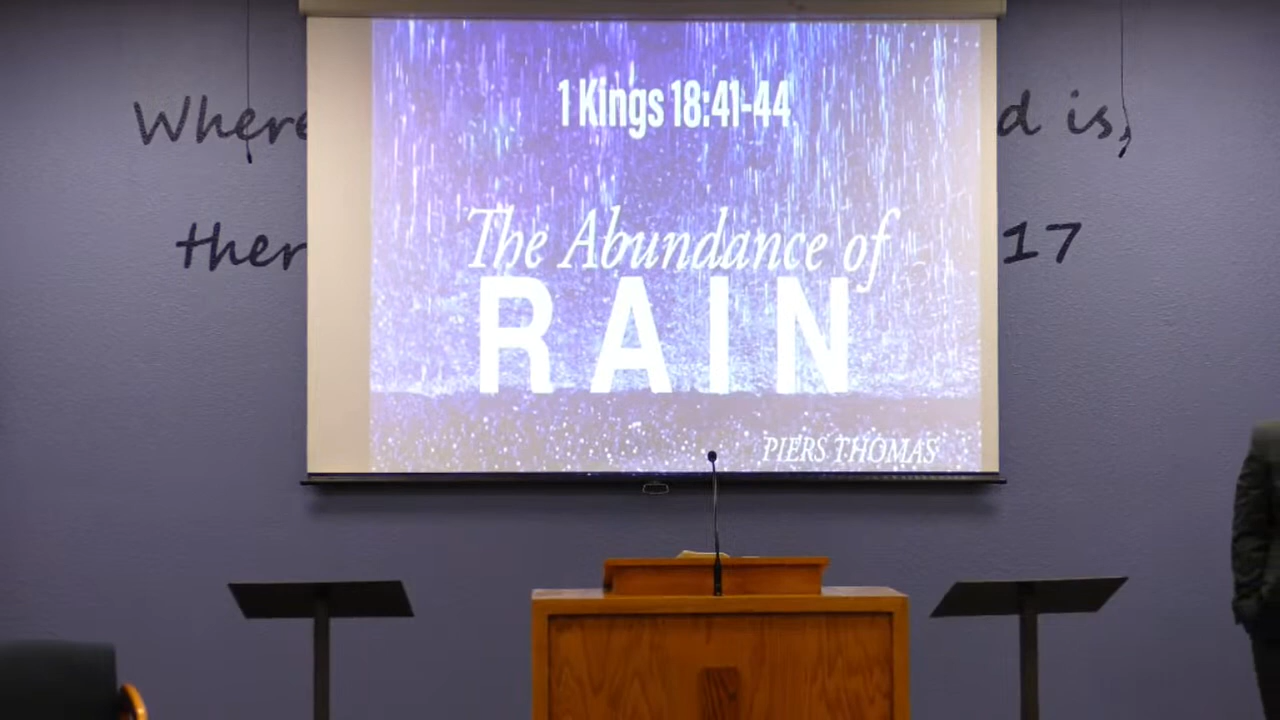 1 Kings 18:41-44
Where d is,
The Abundance of
ther 17
RAIN
PIERS THOMAS